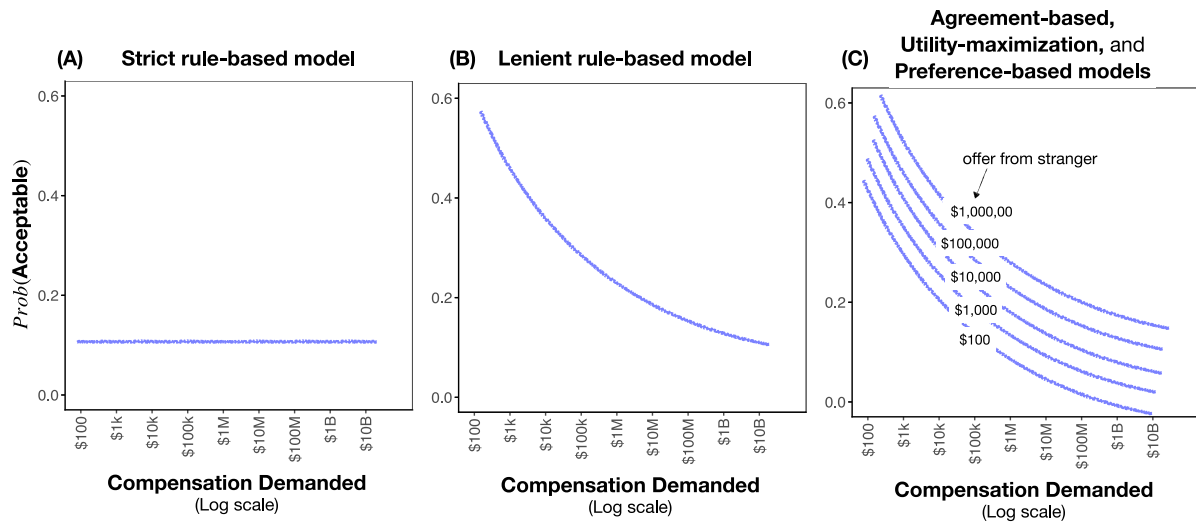 (A)
Strict rule-based model
0.6
0.4
0.2
0.0
Prob(Acceptable)
$100
$1k
$10k
$100k
$1M
$10M
$100M
$1B
$10B
Compensation Demanded
(Log scale)
(B)
Lenient rule-based model
0.6
0.4
0.2
0.0
$100
$1k
$10k
$100k
$1M
$10M
$100M
$1B
$10B
Compensation Demanded
(Log scale)
(C)
Agreement-based,
Utility-maximization, and
Preference-based models
0.6
0.4
0.2
0.0
offer from stranger
$1,000,00
$100,000
$10,000
$1,000
$100
$100
$1k
$10k
$100k
$1M
$10M
$100M
$1B
$10B
Compensation Demanded
(Log scale)